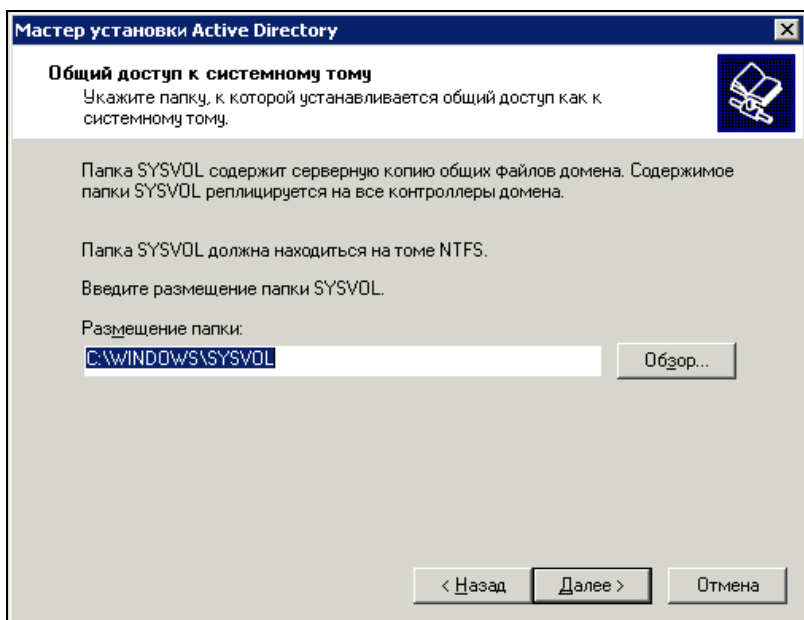 Мастер установки Active Directory
Общий доступ к системному тому
Укажите папку, к которой устанавливается общий доступ как к
системному тому.
Папка SYSVOL содержит серверную копию общих файлов домена. Содержимое
папки SYSVOL реплицируется на все контроллеры домена.
Папка SYSVOL должна находиться на томе NTFS.
Введите размещение папки SYSVOL.
Размещение папки:
C:\WINDOWS\SYSVOL
Обзор...
< Назад
Далее >
Отмена